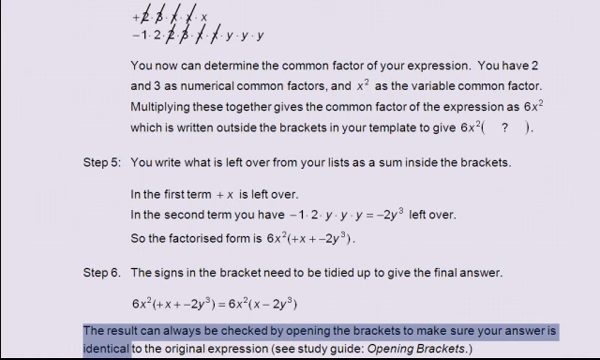 +2·3·x·x·x
−1·2·2·3·x·x·y·y·y
You now can determine the common factor of your expression. You have 2
and 3 as numerical common factors, and x² as the variable common factor.
Multiplying these together gives the common factor of the expression as 6x²
which is written outside the brackets in your template to give 6x²( ? ).
Step 5: You write what is left over from your lists as a sum inside the brackets.
In the first term +x is left over.
In the second term you have −1·2·y·y·y = −2y³ left over.
So the factorised form is 6x²(+x + −2y³).
Step 6. The signs in the bracket need to be tidied up to give the final answer.
6x²(+x + −2y³) = 6x²(x − 2y³)
The result can always be checked by opening the brackets to make sure your answer is
identical to the original expression (see study guide: Opening Brackets.)